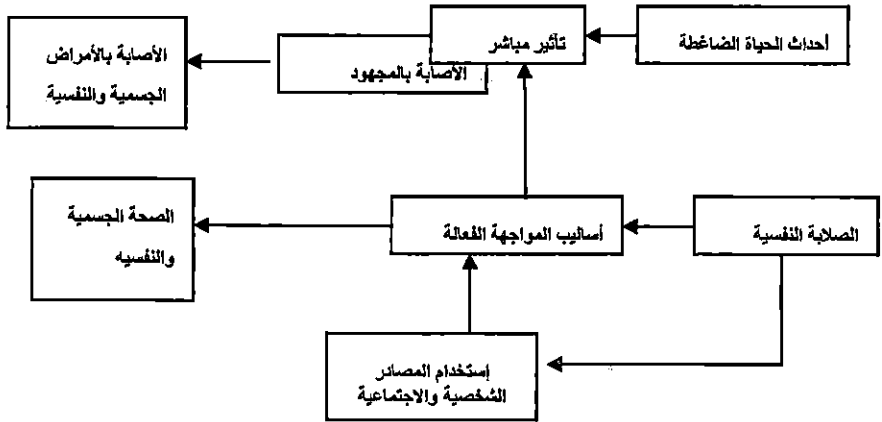 أحداث الحياة الضاغطة
تأثير مباشر
الأصابة بالمجهود
الأصابة بالأمراض
الجسمية والنفسية
الصلابة النفسية
أساليب المواجهة الفعالة
الصحة الجسمية
والنفسيه
إستخدام المصائر
الشخصية والاجتماعية